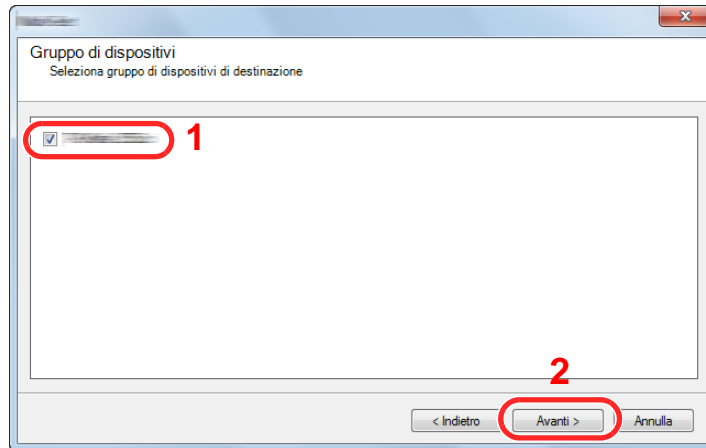 Gruppo di dispositivi
Seleziona gruppo di dispositivi di destinazione
1
2
< Indietro
Avanti >
Annulla